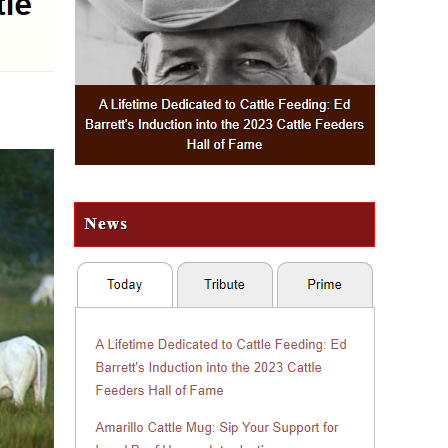 tle
A Lifetime Dedicated to Cattle Feeding: Ed
Barrett's Induction into the 2023 Cattle Feeders
Hall of Fame
News
Today
Tribute
Prime
A Lifetime Dedicated to Cattle Feeding: Ed
Barrett's Induction into the 2023 Cattle
Feeders Hall of Fame
Amarillo Cattle Mug: Sip Your Support for